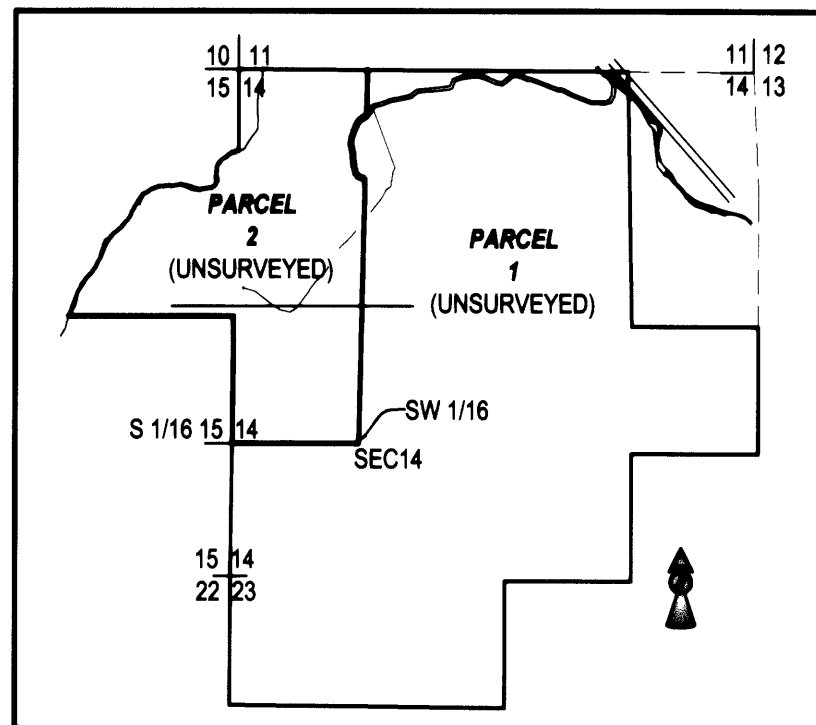 10 11
15 14
11 12
14 13
PARCEL
2
(UNSURVEYED)
PARCEL
1
(UNSURVEYED)
SW 1/16
S 1/16 15 14
SEC14
15 14
22 23